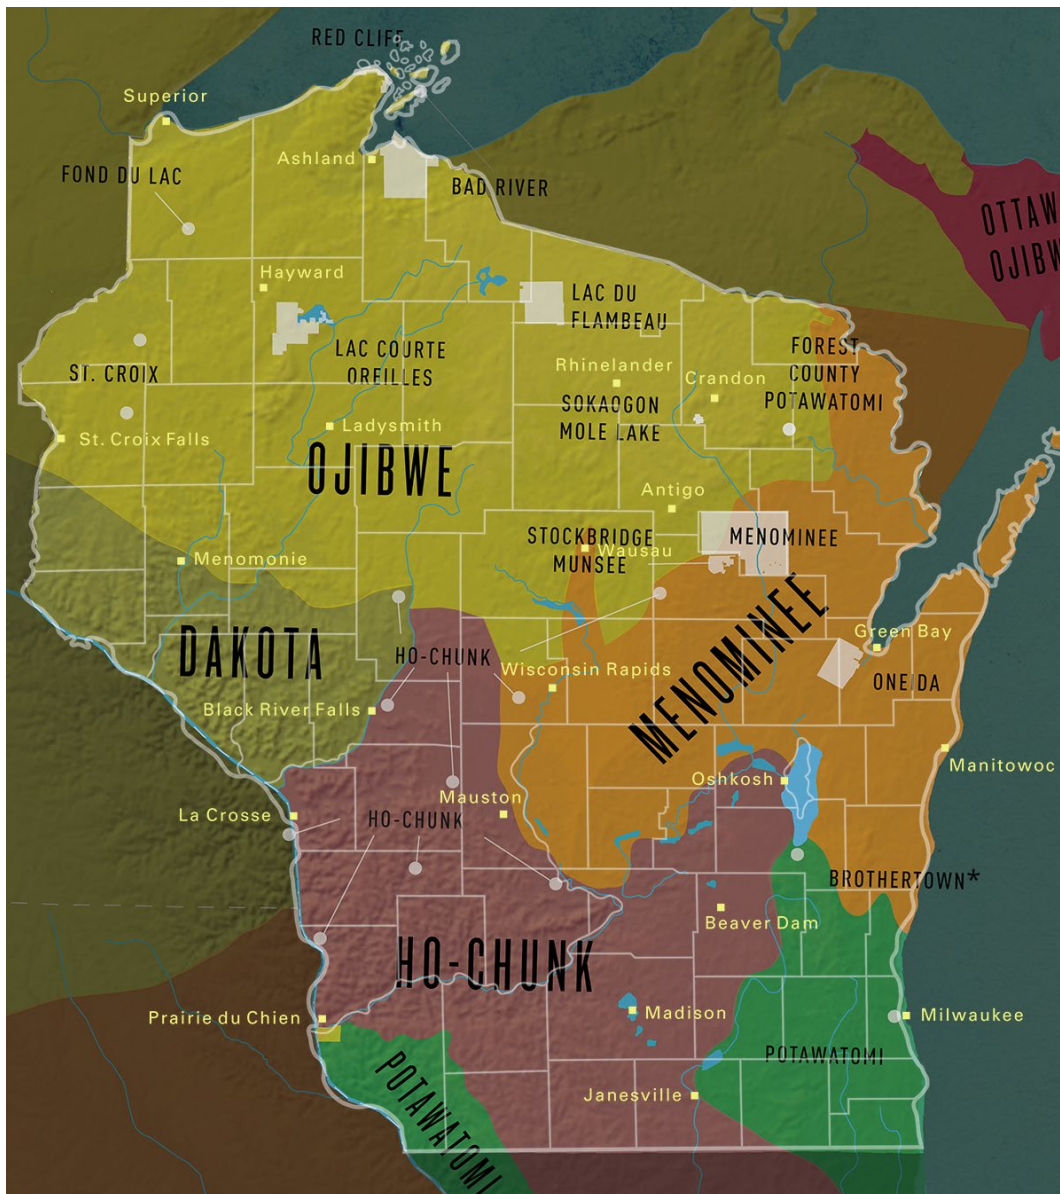 RED CLIFF
Superior
Ashland
FOND DU LAC
BAD RIVER
OTTAW
OJIBW
Hayward
LAC DU
FLAMBEAU
LAC COURTE
OREILLES
FOREST
COUNTY
POTAWATOMI
Rhinelander
Crandon
ST. CROIX
SOKAOGON
MOLE LAKE
St. Croix Falls
Ladysmith
OJIBWE
Antigo
STOCKBRIDGE
MUNSEE
Wausau
MENOMINEE
Menomonie
DAKOTA
HO-CHUNK
Wisconsin Rapids
MENOMINEE
Green Bay
ONEIDA
Black River Falls
Manitowoc
Oshkosh
Mauston
La Crosse
HO-CHUNK
BROTHERTOWN*
Beaver Dam
HO-CHUNK
Prairie du Chien
Madison
Milwaukee
POTAWATOMI
POTAWATOMI
Janesville